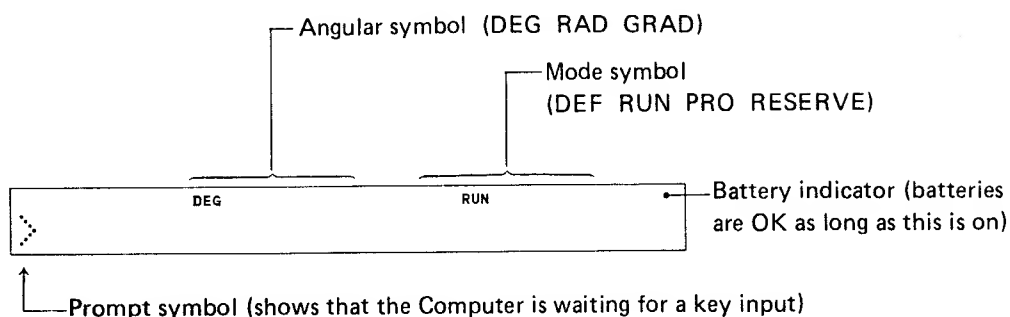 Angular symbol (DEG RAD GRAD)
Mode symbol
(DEF RUN PRO RESERVE)
DEG
RUN
Battery indicator (batteries
are OK as long as this is on)
Prompt symbol (shows that the Computer is waiting for a key input)